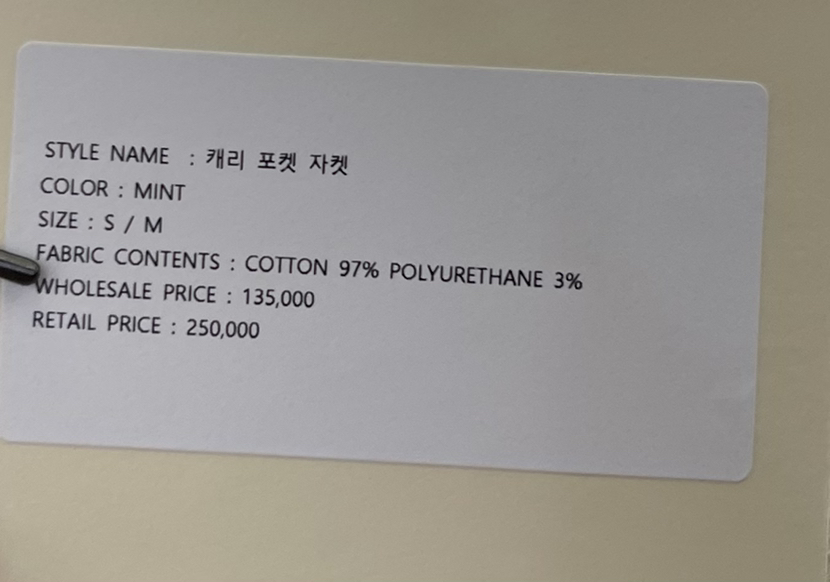 STYLE NAME : 캐리 포켓 자켓
COLOR : MINT
SIZE : S / M
FABRIC CONTENTS : COTTON 97% POLYURETHANE 3%
WHOLESALE PRICE : 135,000
RETAIL PRICE : 250,000